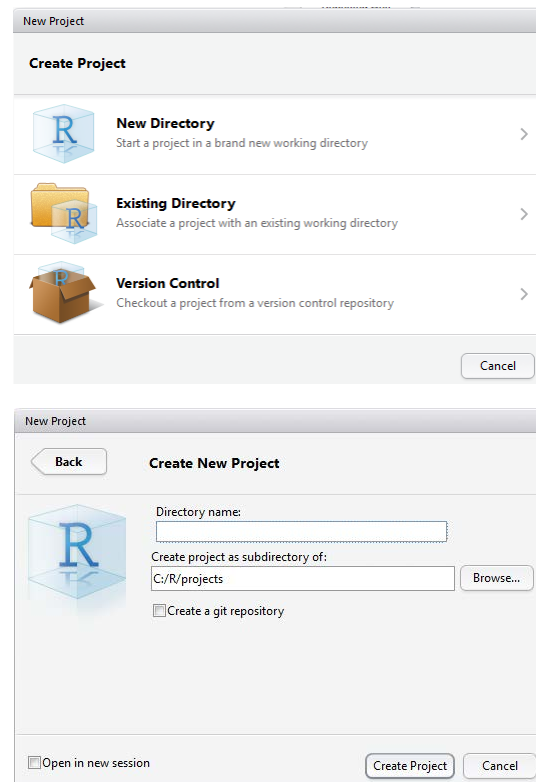 New Project
Create Project
R
New Directory
Start a project in a brand new working directory
R
Existing Directory
Associate a project with an existing working directory
R
Version Control
Checkout a project from a version control repository
Cancel
New Project
Back
Create New Project
R
Directory name:
Create project as subdirectory of:
C:/R/projects
Browse...
Create a git repository
Open in new session
Create Project
Cancel